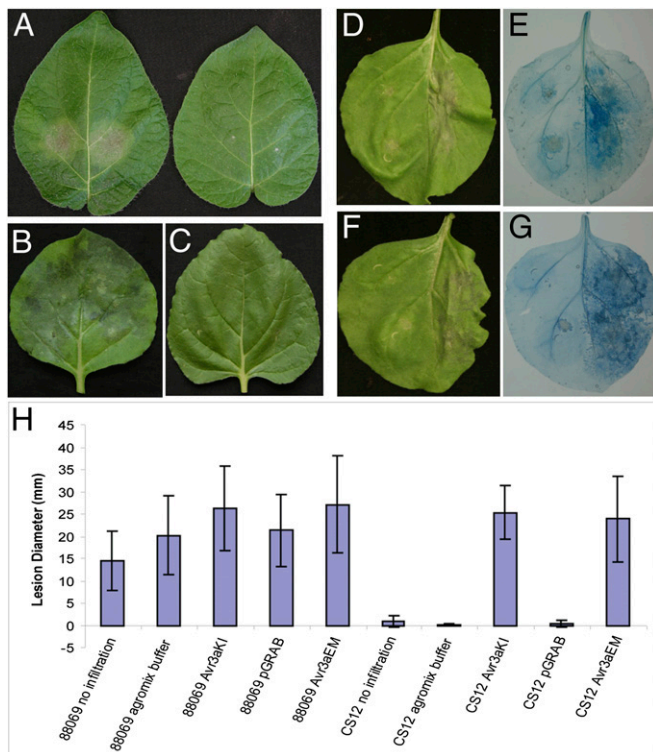 A
D
E
B
C
F
G
H
45
40
35
30
25
20
15
10
5
0
-5
Lesion Diameter (mm)
88069 no infiltration
88069 agromix buffer
88069 Avr3aKI
88069 pGRAB
88069 Avr3aEM
CS12 no infiltration
CS12 agromix buffer
CS12 Avr3aKI
CS12 pGRAB
CS12 Avr3aEM